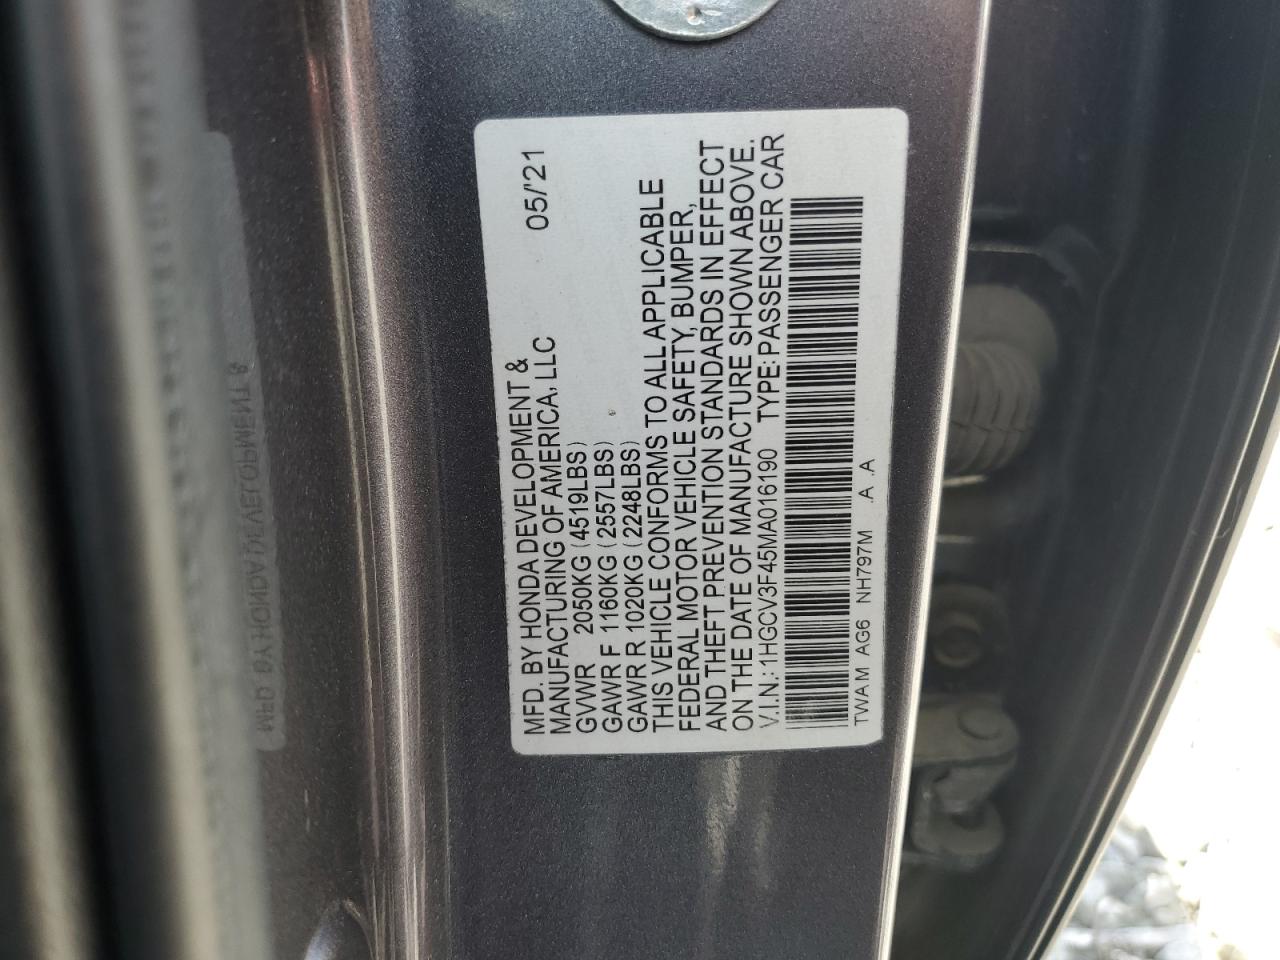 MFD. BY HONDA DEVELOPMENT &
MANUFACTURING OF AMERICA, LLC 05/'21
GVWR 2050KG (4519LBS)
GAWR F 1160KG (2557LBS)
GAWR R 1020KG (2248LBS)
THIS VEHICLE CONFORMS TO ALL APPLICABLE
FEDERAL MOTOR VEHICLE SAFETY, BUMPER,
AND THEFT PREVENTION STANDARDS IN EFFECT
ON THE DATE OF MANUFACTURE SHOWN ABOVE.
V.I.N.: 1HGCV3F45MA016190 TYPE: PASSENGER CAR
TWA M AG6 NH797M .A .A